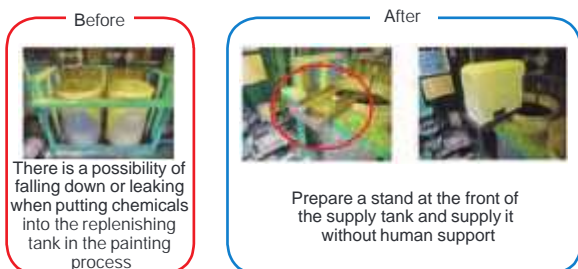 Before
There is a possibility of
falling down or leaking
when putting chemicals
into the replenishing
tank in the painting
process
After
Prepare a stand at the front of
the supply tank and supply it
without human support